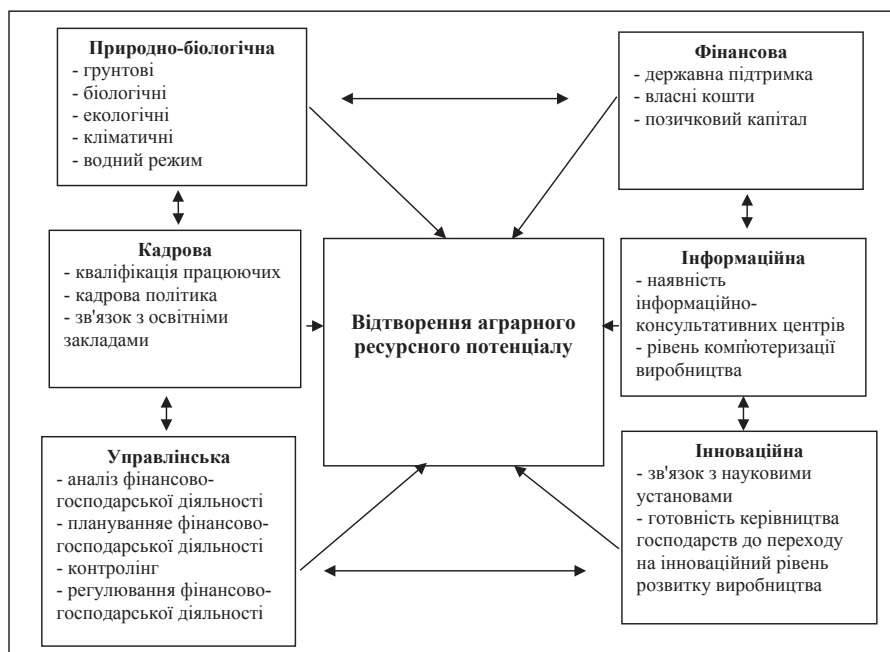 Природно-біологічна
- ґрунтові
- біологічні
- екологічні
- кліматичні
- водний режим
Фінансова
- державна підтримка
- власні кошти
- позичковий капітал
Кадрова
- кваліфікація працюючих
- кадрова політика
- зв'язок з освітніми
закладами
Відтворення аграрного
ресурсного потенціалу
Інформаційна
- наявність
інформаційно-
консультативних центрів
- рівень комп'ютеризації
виробництва
Управлінська
- аналіз фінансово-
господарської діяльності
- плануванняе фінансово-
господарської діяльності
- контролінг
- регулювання фінансово-
господарської діяльності
Інноваційна
- зв'язок з науковими
установами
- готовність керівництва
господарств до переходу
на інноваційний рівень
розвитку виробництва